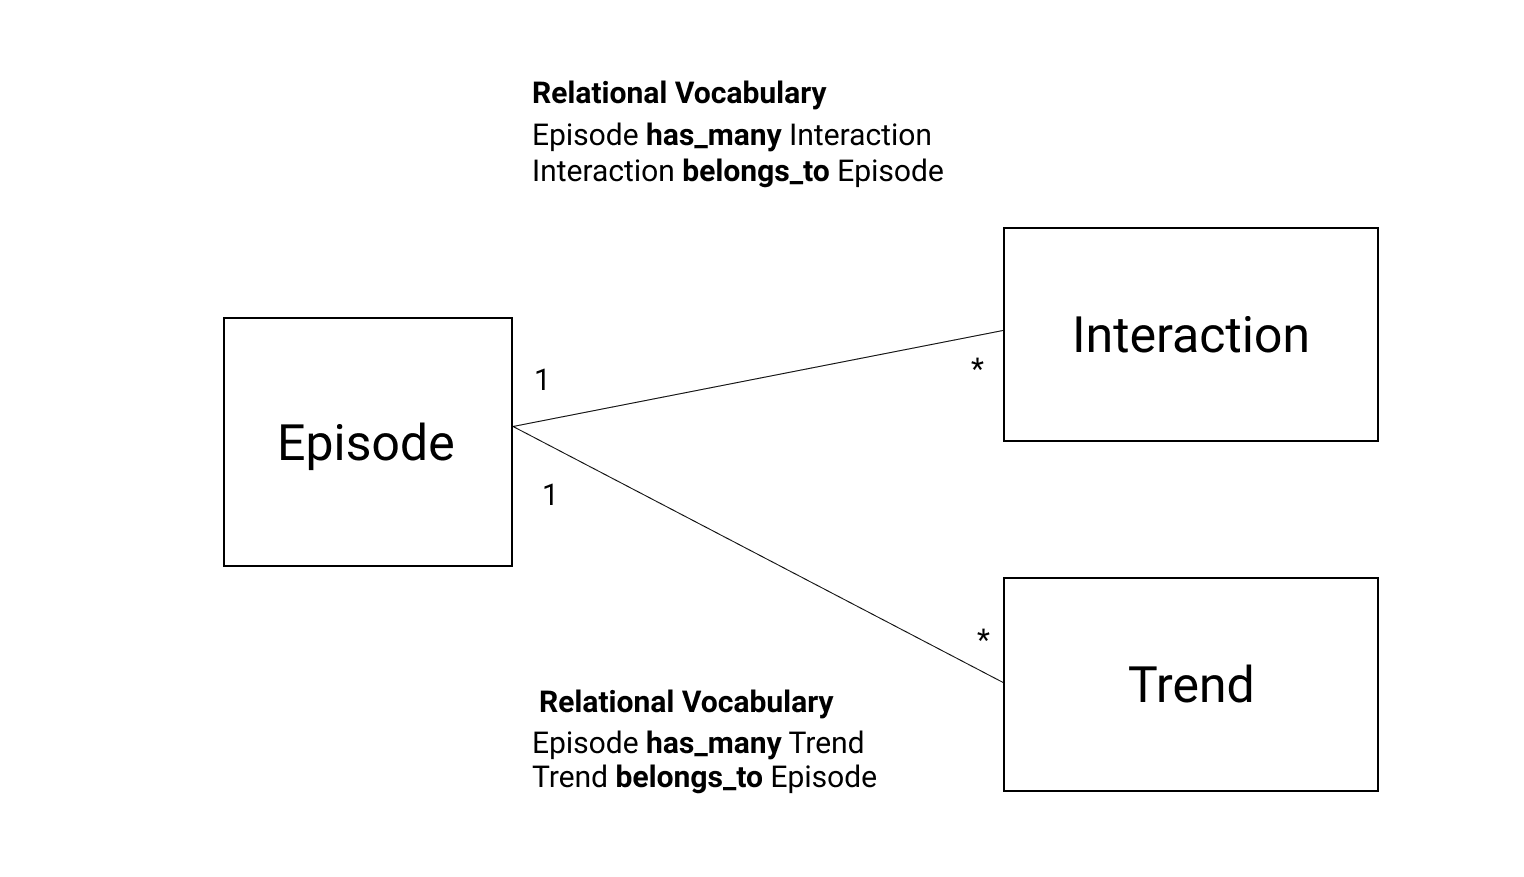 Relational Vocabulary
Episode has_many Interaction
Interaction belongs_to Episode
Interaction
1
*
Episode
1
*
Trend
Relational Vocabulary
Episode has_many Trend
Trend belongs_to Episode